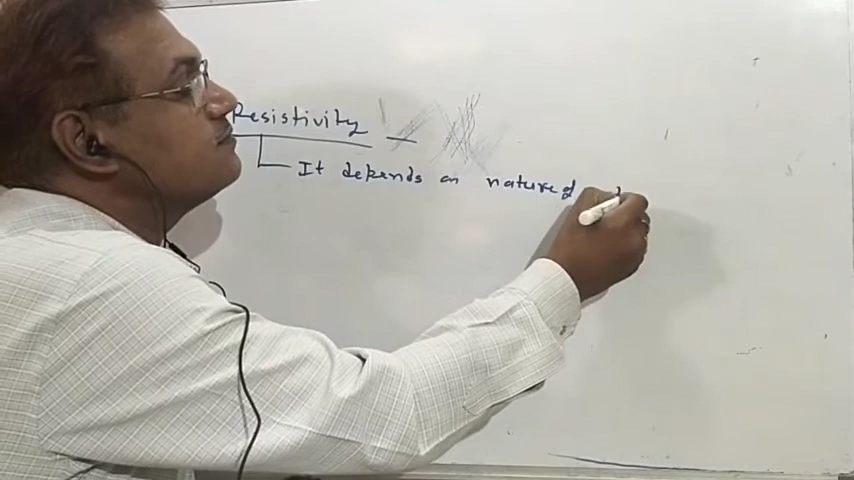 Resistivity -
It depends on nature of